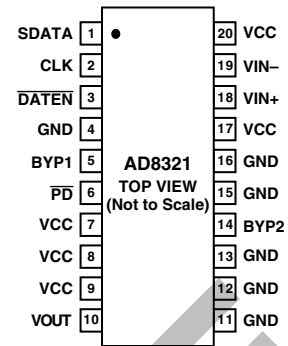 SDATA 1 20 VCC
CLK 2 19 VIN–
DATEN 3 18 VIN+
GND 4 17 VCC
BYP1 5 AD8321 16 GND
PD 6 TOP VIEW 15 GND
(Not to Scale)
VCC 7 14 BYP2
VCC 8 13 GND
VCC 9 12 GND
VOUT 10 11 GND